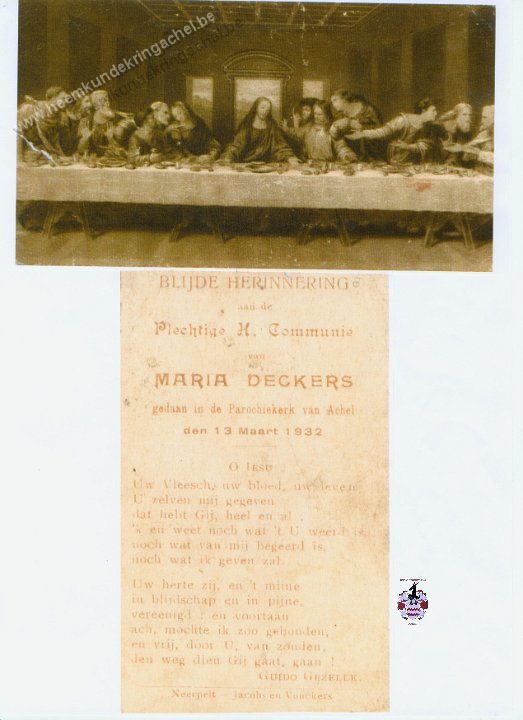 www.heemkundekringachel.be
BLIJDE HERINNERING
aan de
Plechtige H. Communie
van
MARIA DECKERS
gedaan in de Parochiekerk van Achel
den 13 Maart 1932
O IESU
Uw Vleesch, uw bloed, uw leven
U zelven mij gegeven
dat hebt Gij, heel en al ;
'k en weet noch wat 't U weerd is,
noch wat van mij begeerd is,
noch wat ik geven zal.
Uw herte zij, en 't mijne
in blijdschap en in pijne,
vereenigd : en voortaan
ach, mochte ik zoo gebonden,
en vrij, door U, van zonden,
den weg dien Gij gaat, gaan !
GUIDO GEZELLE.
Neerpelt — Jacobs en Vonckers